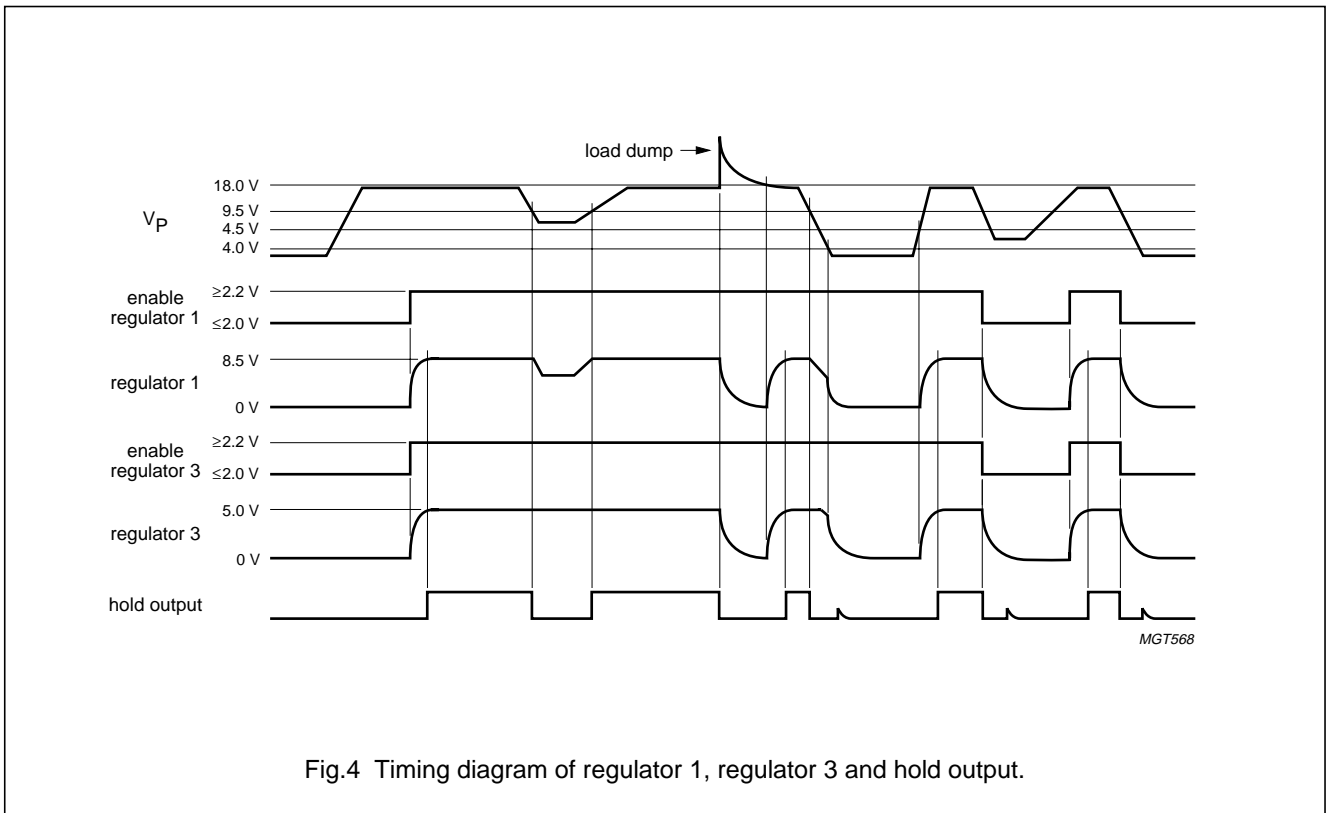 load dump
18.0 V
9.5 V
4.5 V
4.0 V
VP
enable
regulator 1
≥2.2 V
≤2.0 V
regulator 1
8.5 V
0 V
enable
regulator 3
≥2.2 V
≤2.0 V
regulator 3
5.0 V
0 V
hold output
MGT568
Fig.4 Timing diagram of regulator 1, regulator 3 and hold output.